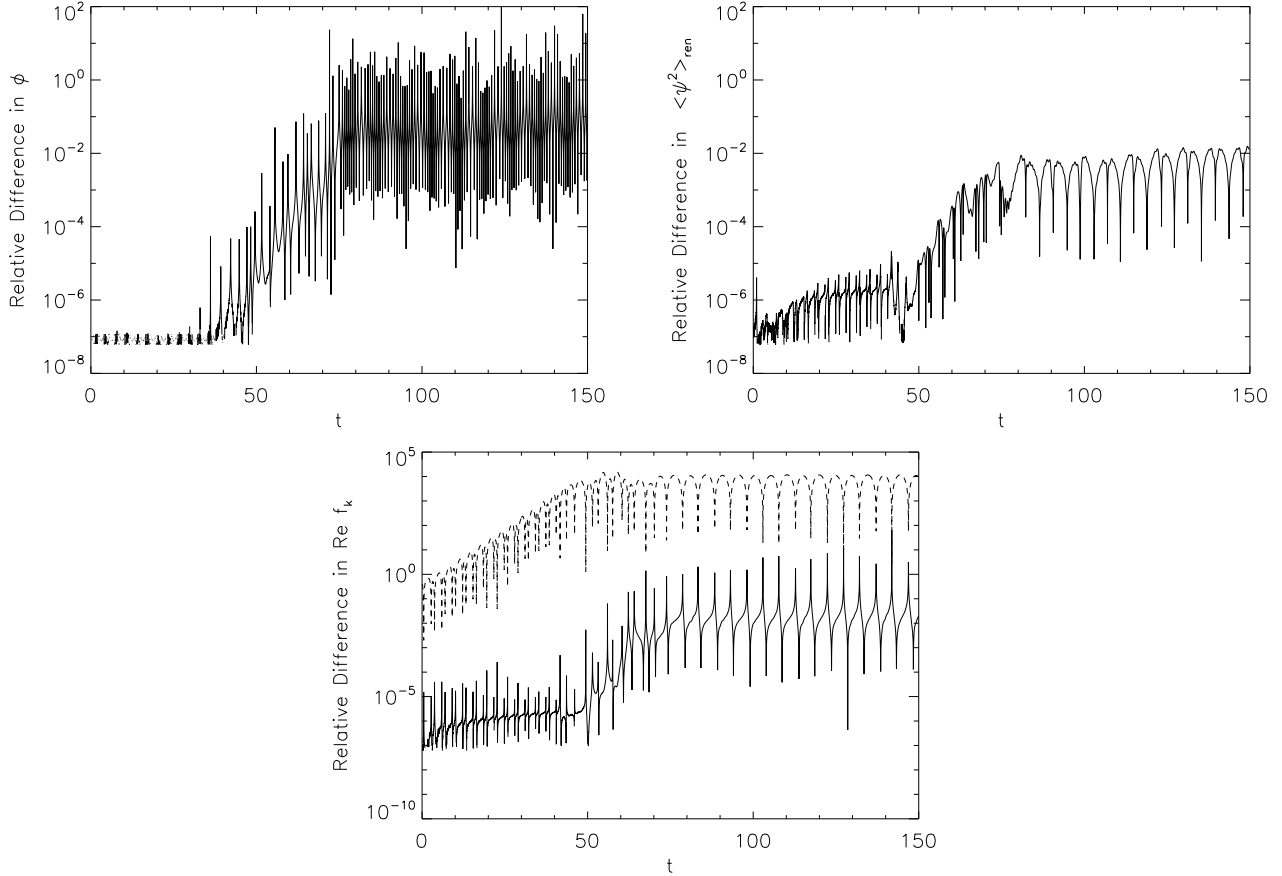 Relative Difference in ϕ
10^2
10^0
10^-2
10^-4
10^-6
10^-8
0 50 100 150
t
Relative Difference in <ψ^2>_ren
10^2
10^0
10^-2
10^-4
10^-6
10^-8
0 50 100 150
t
Relative Difference in Re f_k
10^5
10^0
10^-5
10^-10
0 50 100 150
t